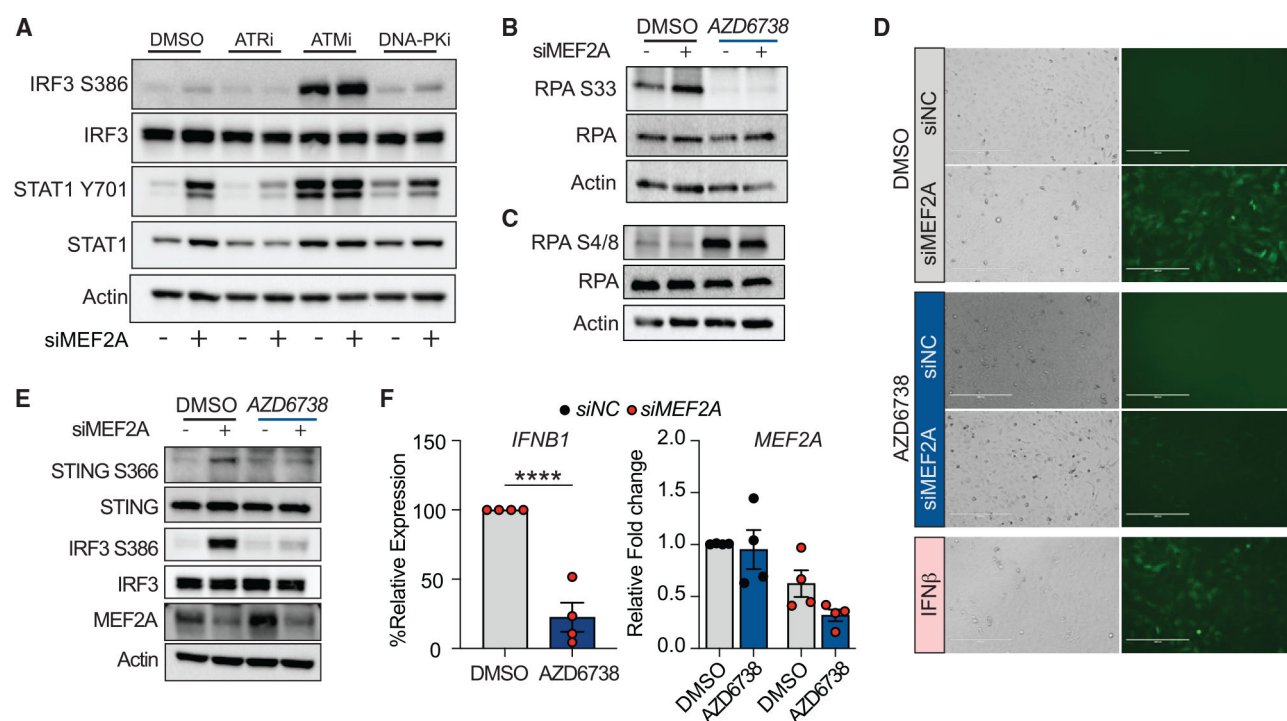 A
DMSO ATRi ATMi DNA-PKi
IRF3 S386
IRF3
STAT1 Y701
STAT1
Actin
siMEF2A - + - + - + - +
B
DMSO AZD6738
siMEF2A - + - +
RPA S33
RPA
Actin
C
RPA S4/8
RPA
Actin
D
DMSO
siNC
siMEF2A
AZD6738
siNC
siMEF2A
IFNβ
E
DMSO AZD6738
siMEF2A - + - +
STING S366
STING
IRF3 S386
IRF3
MEF2A
Actin
F
siNC siMEF2A
IFNB1
%Relative Expression
150
100
50
0
****
DMSO AZD6738
MEF2A
Relative Fold change
2.0
1.5
1.0
0.5
0.0
DMSO AZD6738 DMSO AZD6738